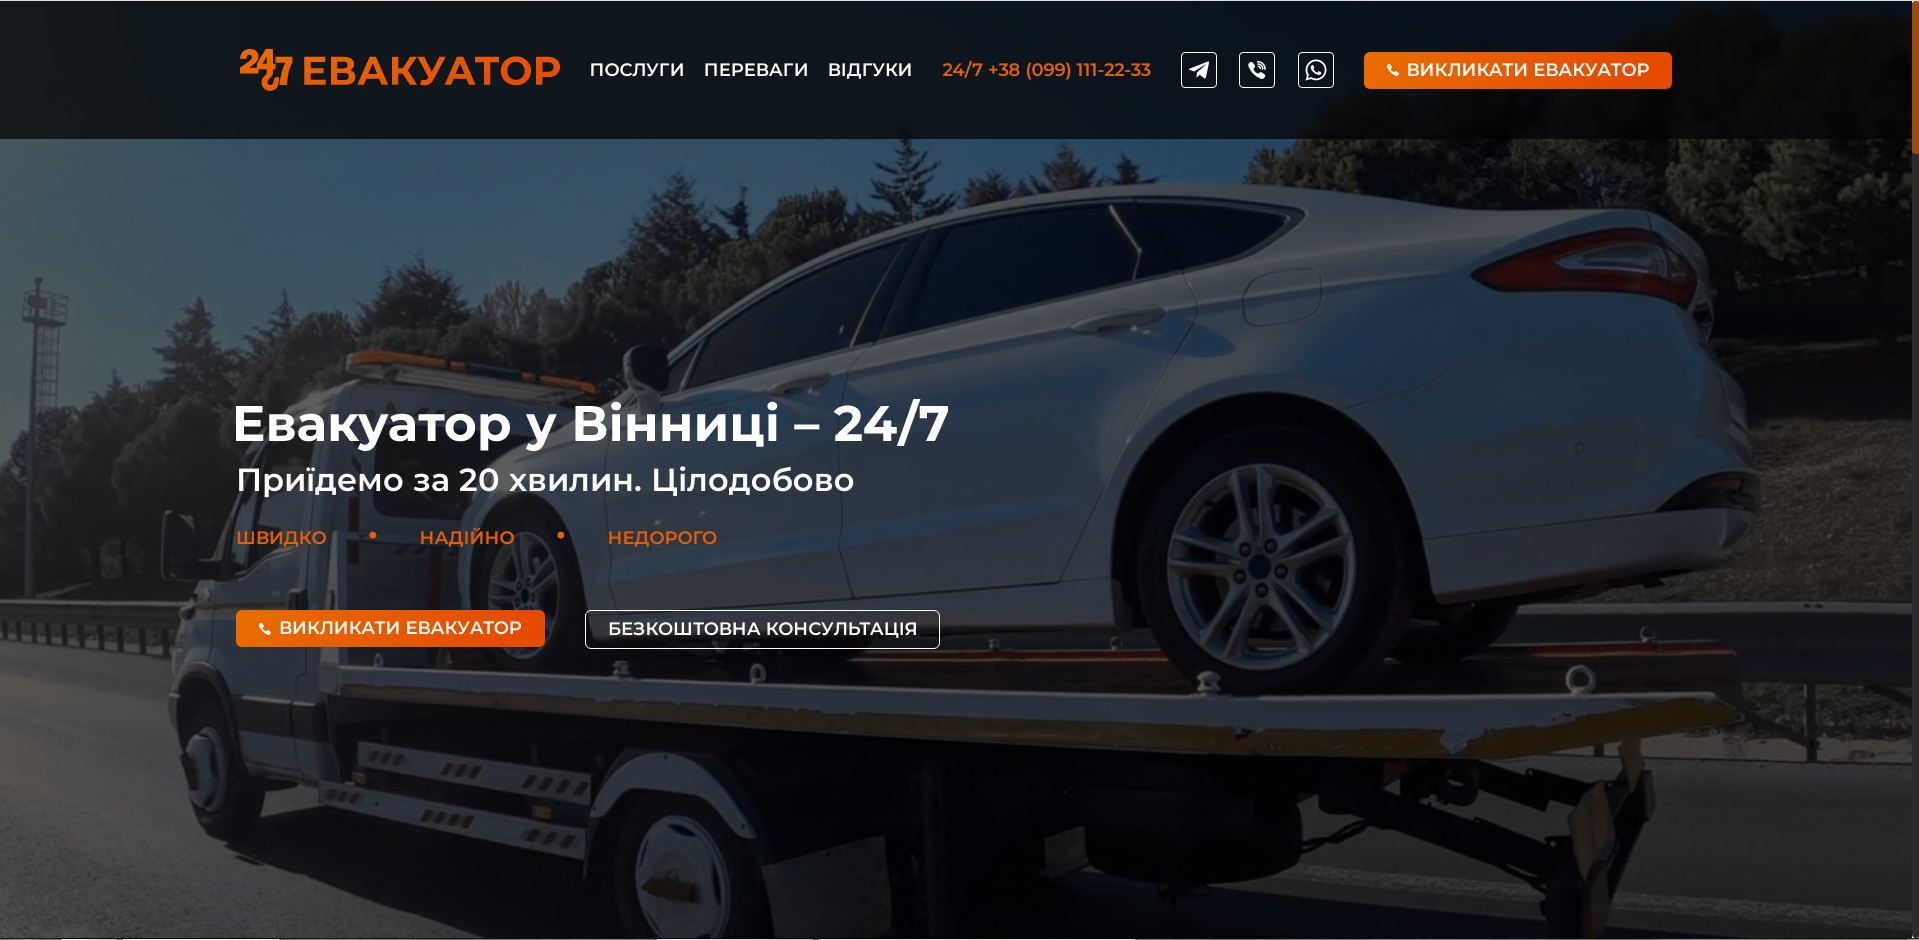 24/7 ЕВАКУАТОР ПОСЛУГИ ПЕРЕВАГИ ВІДГУКИ 24/7 +38 (099) 111-22-33 ВИКЛИКАТИ ЕВАКУАТОР
Евакуатор у Вінниці – 24/7
Приїдемо за 20 хвилин. Цілодобово
ШВИДКО • НАДІЙНО • НЕДОРОГО
ВИКЛИКАТИ ЕВАКУАТОР БЕЗКОШТОВНА КОНСУЛЬТАЦІЯ